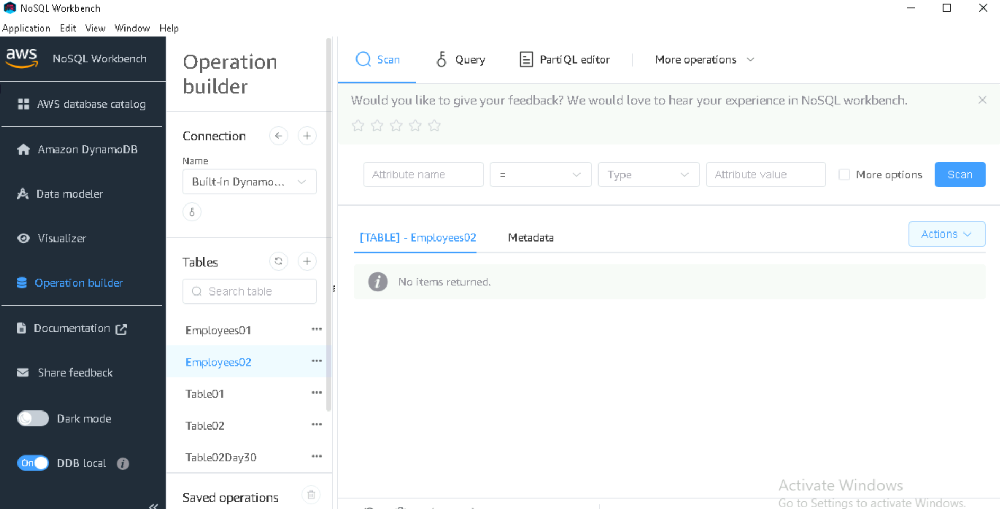 NoSQL Workbench
Application Edit View Window Help
aws NoSQL Workbench
AWS database catalog
Amazon DynamoDB
Data modeler
Visualizer
Operation builder
Documentation
Share feedback
Dark mode
On DDB local
Operation
builder
Connection
Name
Built-in Dynamo...
Tables
Search table
Employees01
Employees02
Table01
Table02
Table02Day30
Saved operations
Scan Query PartiQL editor More operations
Would you like to give your feedback? We would love to hear your experience in NoSQL workbench.
Attribute name = Type Attribute value More options Scan
[TABLE] - Employees02 Metadata Actions
No items returned.
Activate Windows
Go to Settings to activate Windows.